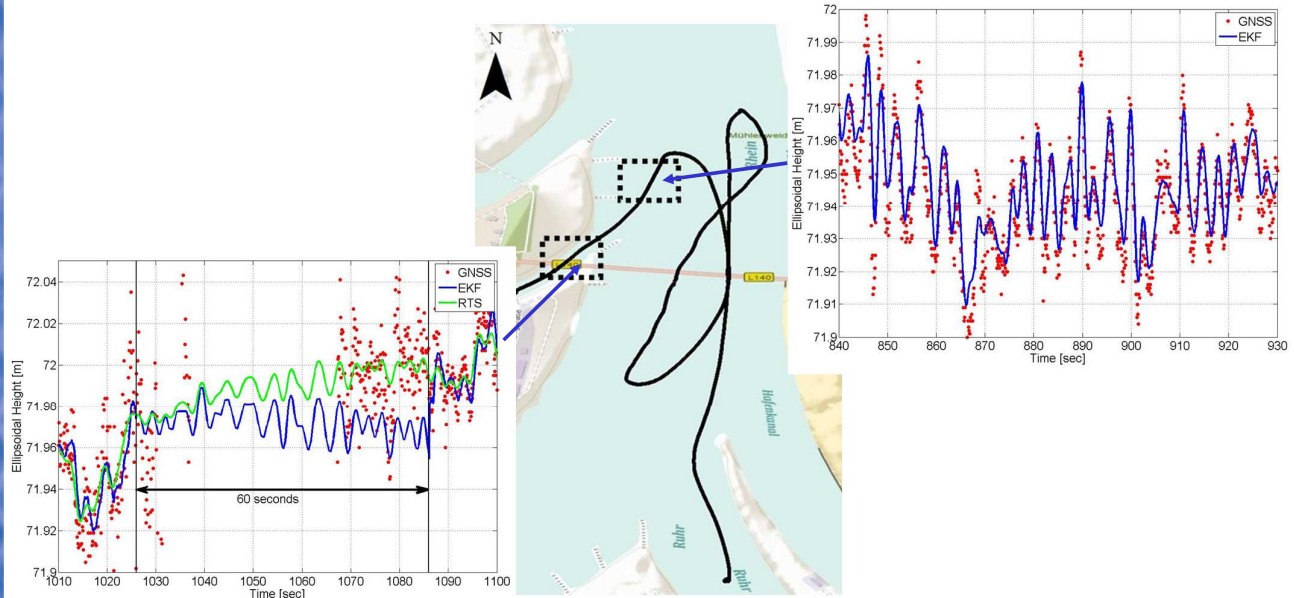 N
Mühlenweid
Rhein
L140
Hafenkanal
Ruhr
Ruhr
72
71.99
71.98
71.97
71.96
71.95
71.94
71.93
71.92
71.91
71.9
Ellipsoidal Height [m]
840
850
860
870
880
890
900
910
920
930
Time [sec]
GNSS
EKF
72.04
72.02
72
71.98
71.96
71.94
71.92
71.9
Ellipsoidal Height [m]
GNSS
EKF
RTS
60 seconds
1010
1020
1030
1040
1050
1060
1070
1080
1090
1100
Time [sec]